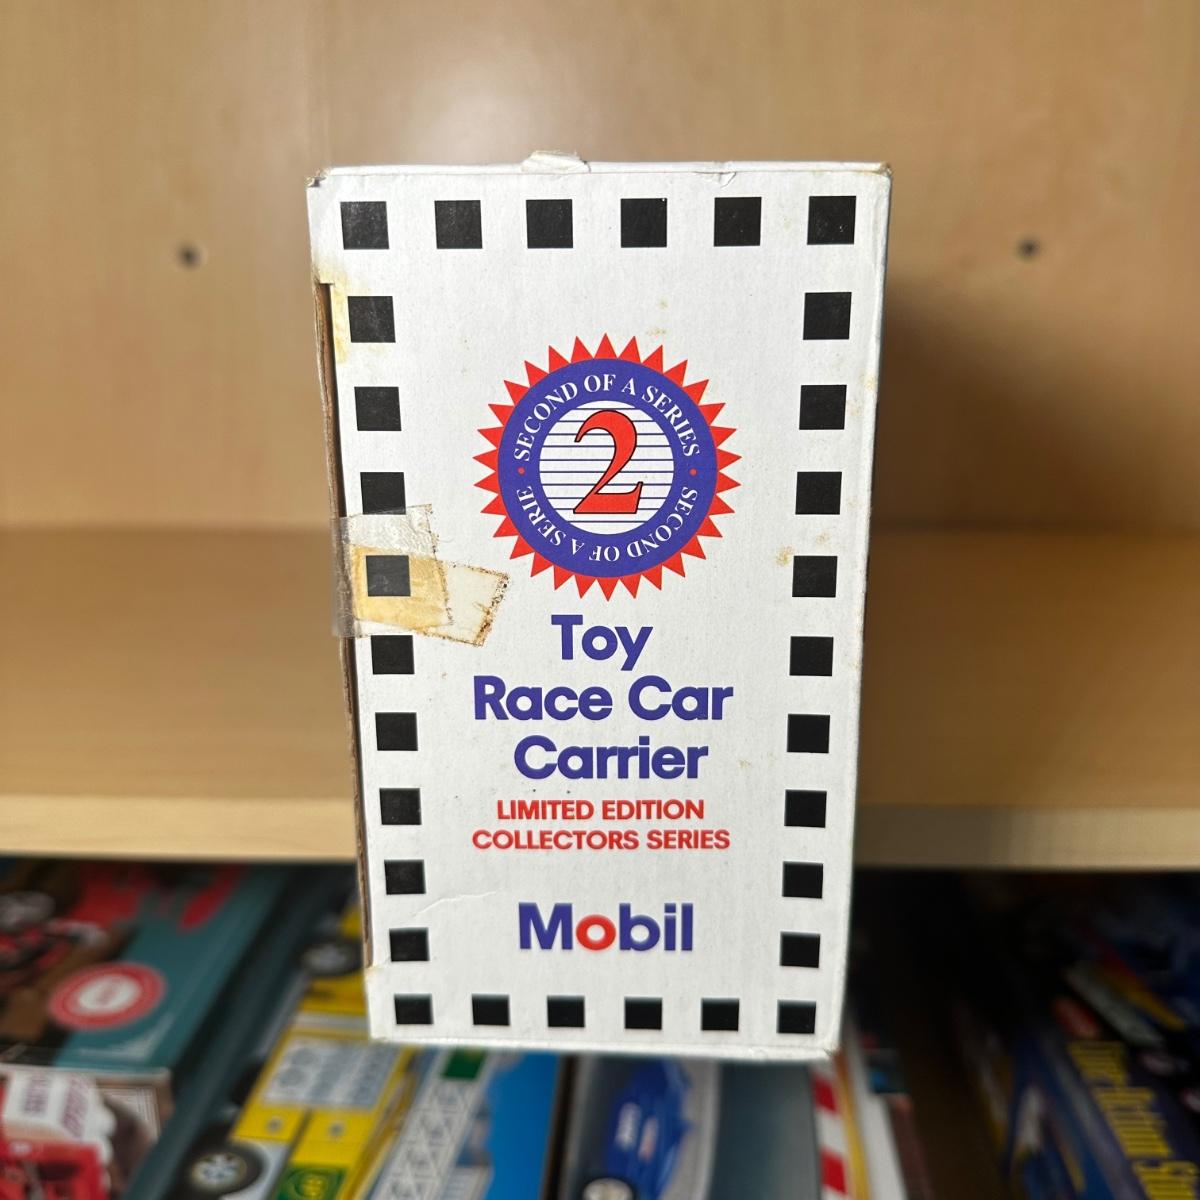 SECOND OF A SERIES • SECOND OF A SERIE •
2
Toy
Race Car
Carrier
LIMITED EDITION
COLLECTORS SERIES
Mobil